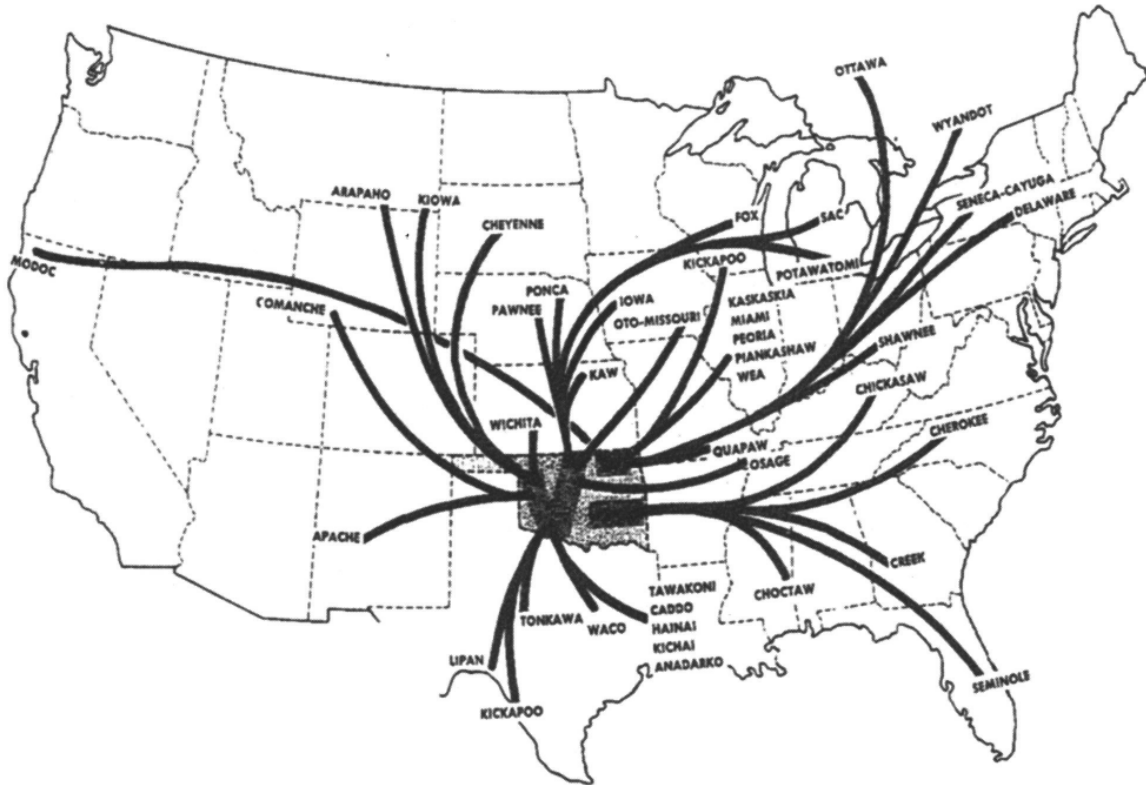 OTTAWA
WYANDOT
ARAPAHO
KIOWA
SENECA-CAYUGA
DELAWARE
FOX
SAC
CHEYENNE
MODOC
KICKAPOO
POTAWATOMI
COMANCHE
PONCA
PAWNEE
IOWA
OTO-MISSOURI
KASKASKIA
MIAMI
PEORIA
PIANKASHAW
WEA
SHAWNEE
KAW
CHICKASAW
WICHITA
CHEROKEE
QUAPAW
OSAGE
APACHE
CREEK
CHOCTAW
TONKAWA
WACO
TAWAKONI
CADDO
HAINAI
KICHAI
ANADARKO
LIPAN
SEMINOLE
KICKAPOO